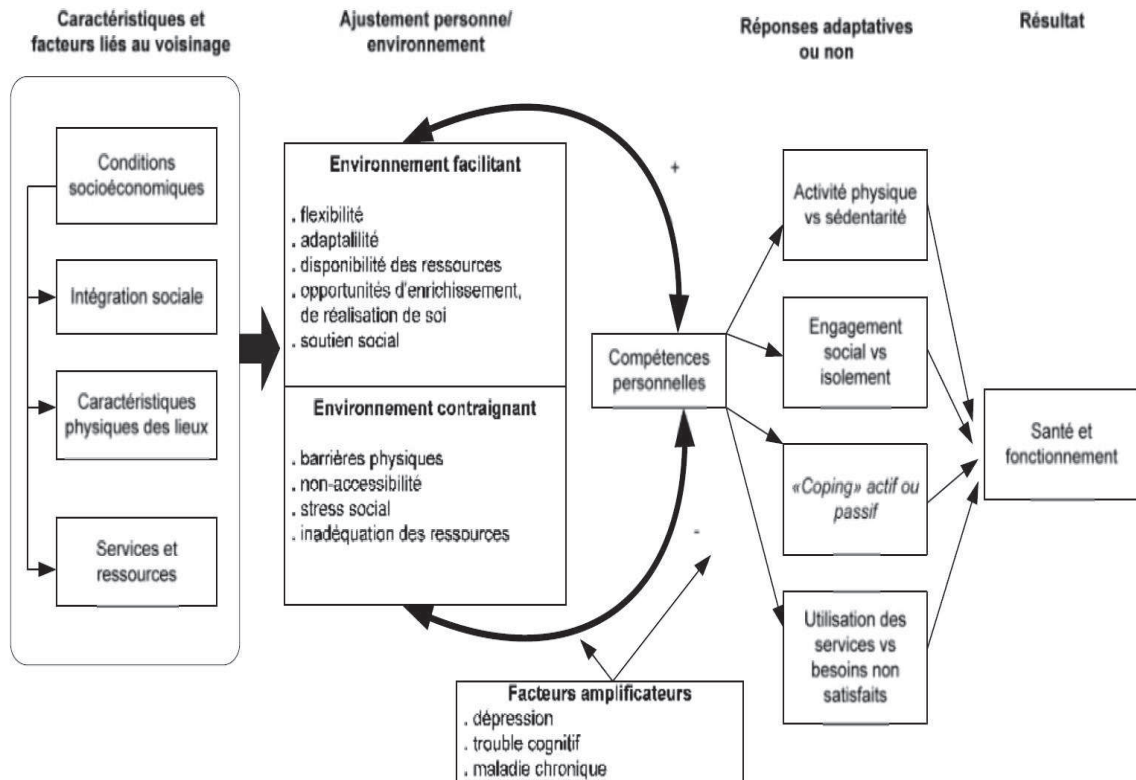 Caractéristiques et
facteurs liés au voisinage
Ajustement personne/
environnement
Réponses adaptatives
ou non
Résultat
Conditions
socioéconomiques
Intégration sociale
Caractéristiques
physiques des lieux
Services et
ressources
Environnement facilitant
. flexibilité
. adaptalilité
. disponibilité des ressources
. opportunités d'enrichissement,
de réalisation de soi
. soutien social
Environnement contraignant
. barrières physiques
. non-accessibilité
. stress social
. inadéquation des ressources
+
Compétences
personnelles
-
Facteurs amplificateurs
. dépression
. trouble cognitif
. maladie chronique
Activité physique
vs sédentarité
Engagement
social vs
isolement
«Coping» actif ou
passif
Utilisation des
services vs
besoins non
satisfaits
Santé et
fonctionnement